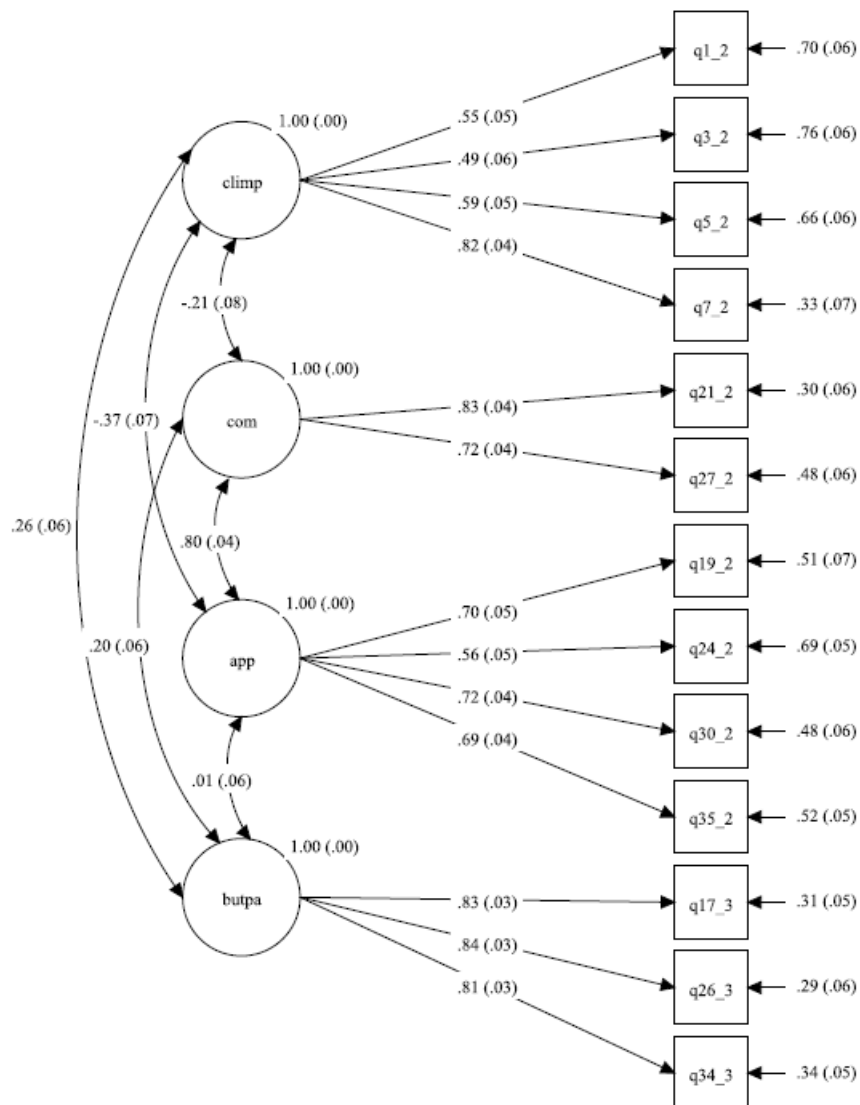 q1_2
.70 (.06)
1.00 (.00)
.55 (.05)
q3_2
.76 (.06)
.49 (.06)
climp
.59 (.05)
q5_2
.66 (.06)
.82 (.04)
q7_2
.33 (.07)
-.21 (.08)
1.00 (.00)
q21_2
.30 (.06)
-.37 (.07)
com
.83 (.04)
.72 (.04)
q27_2
.48 (.06)
.26 (.06)
.80 (.04)
q19_2
.51 (.07)
1.00 (.00)
.70 (.05)
.20 (.06)
app
.56 (.05)
q24_2
.69 (.05)
.72 (.04)
q30_2
.48 (.06)
.69 (.04)
.01 (.06)
q35_2
.52 (.05)
1.00 (.00)
butpa
.83 (.03)
q17_3
.31 (.05)
.84 (.03)
.81 (.03)
q26_3
.29 (.06)
q34_3
.34 (.05)